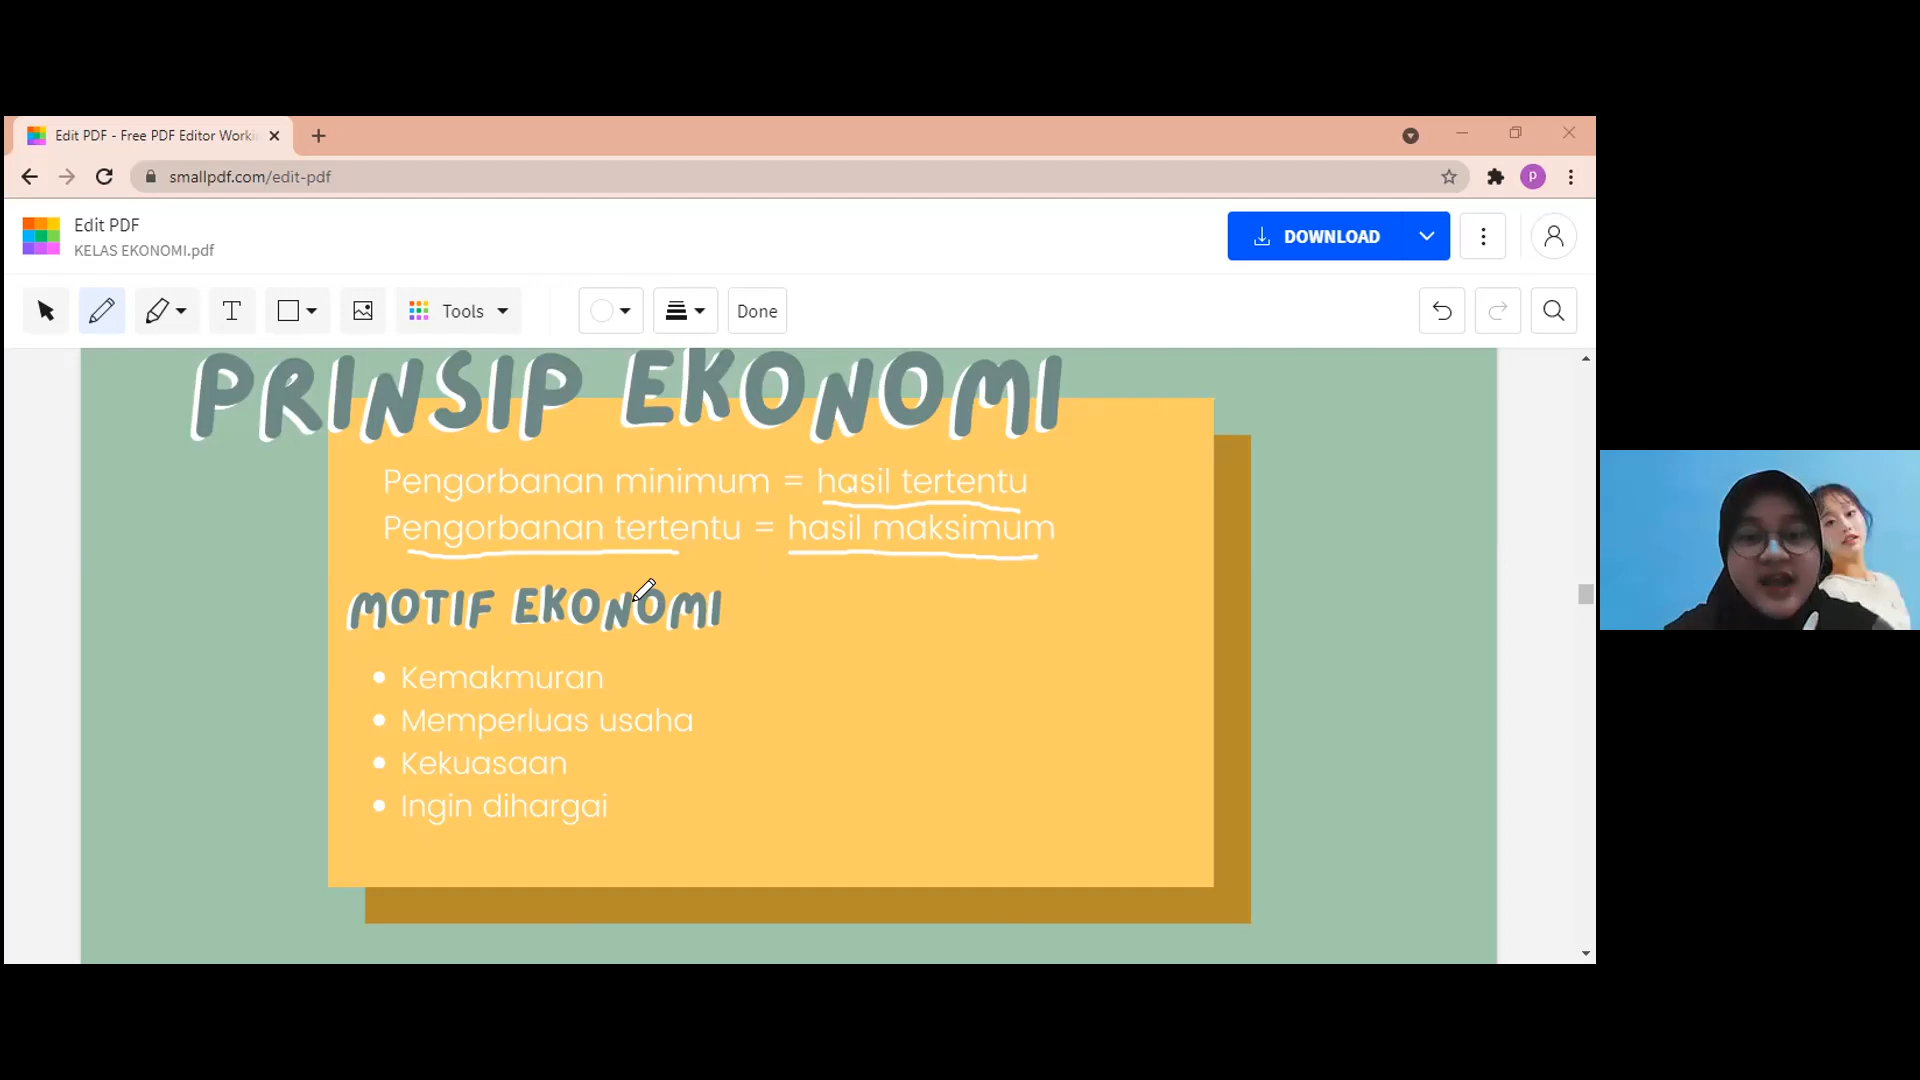 Edit PDF - Free PDF Editor Worki
smallpdf.com/edit-pdf
P
Edit PDF
KELAS EKONOMI.pdf
DOWNLOAD
T
Tools
Done
PRINSIP EKONOMI
Pengorbanan minimum = hasil tertentu
Pengorbanan tertentu = hasil maksimum
MOTIF EKONOMI
• Kemakmuran
• Memperluas usaha
• Kekuasaan
• Ingin dihargai